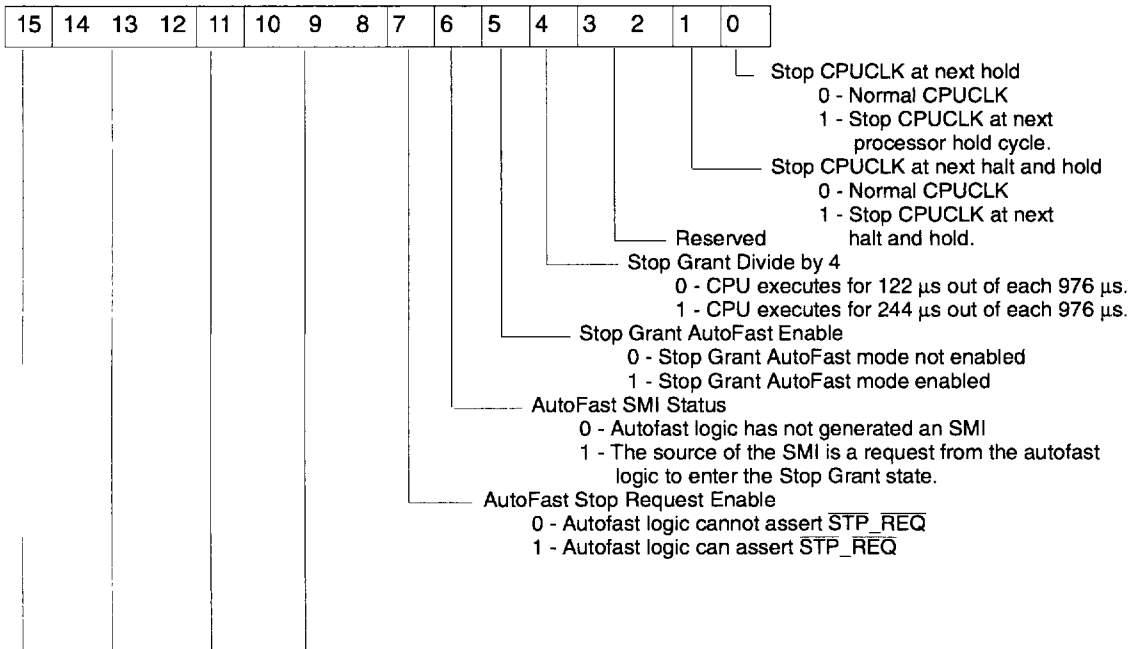 15 14 13 12 11 10 9 8 7 6 5 4 3 2 1 0
Stop CPUCLK at next hold
0 - Normal CPUCLK
1 - Stop CPUCLK at next
processor hold cycle.
Stop CPUCLK at next halt and hold
0 - Normal CPUCLK
1 - Stop CPUCLK at next
halt and hold.
Reserved
Stop Grant Divide by 4
0 - CPU executes for 122 μs out of each 976 μs.
1 - CPU executes for 244 μs out of each 976 μs.
Stop Grant AutoFast Enable
0 - Stop Grant AutoFast mode not enabled
1 - Stop Grant AutoFast mode enabled
AutoFast SMI Status
0 - Autofast logic has not generated an SMI
1 - The source of the SMI is a request from the autofast
logic to enter the Stop Grant state.
AutoFast Stop Request Enable
0 - Autofast logic cannot assert S̅T̅P̅_R̅E̅Q̅
1 - Autofast logic can assert S̅T̅P̅_R̅E̅Q̅